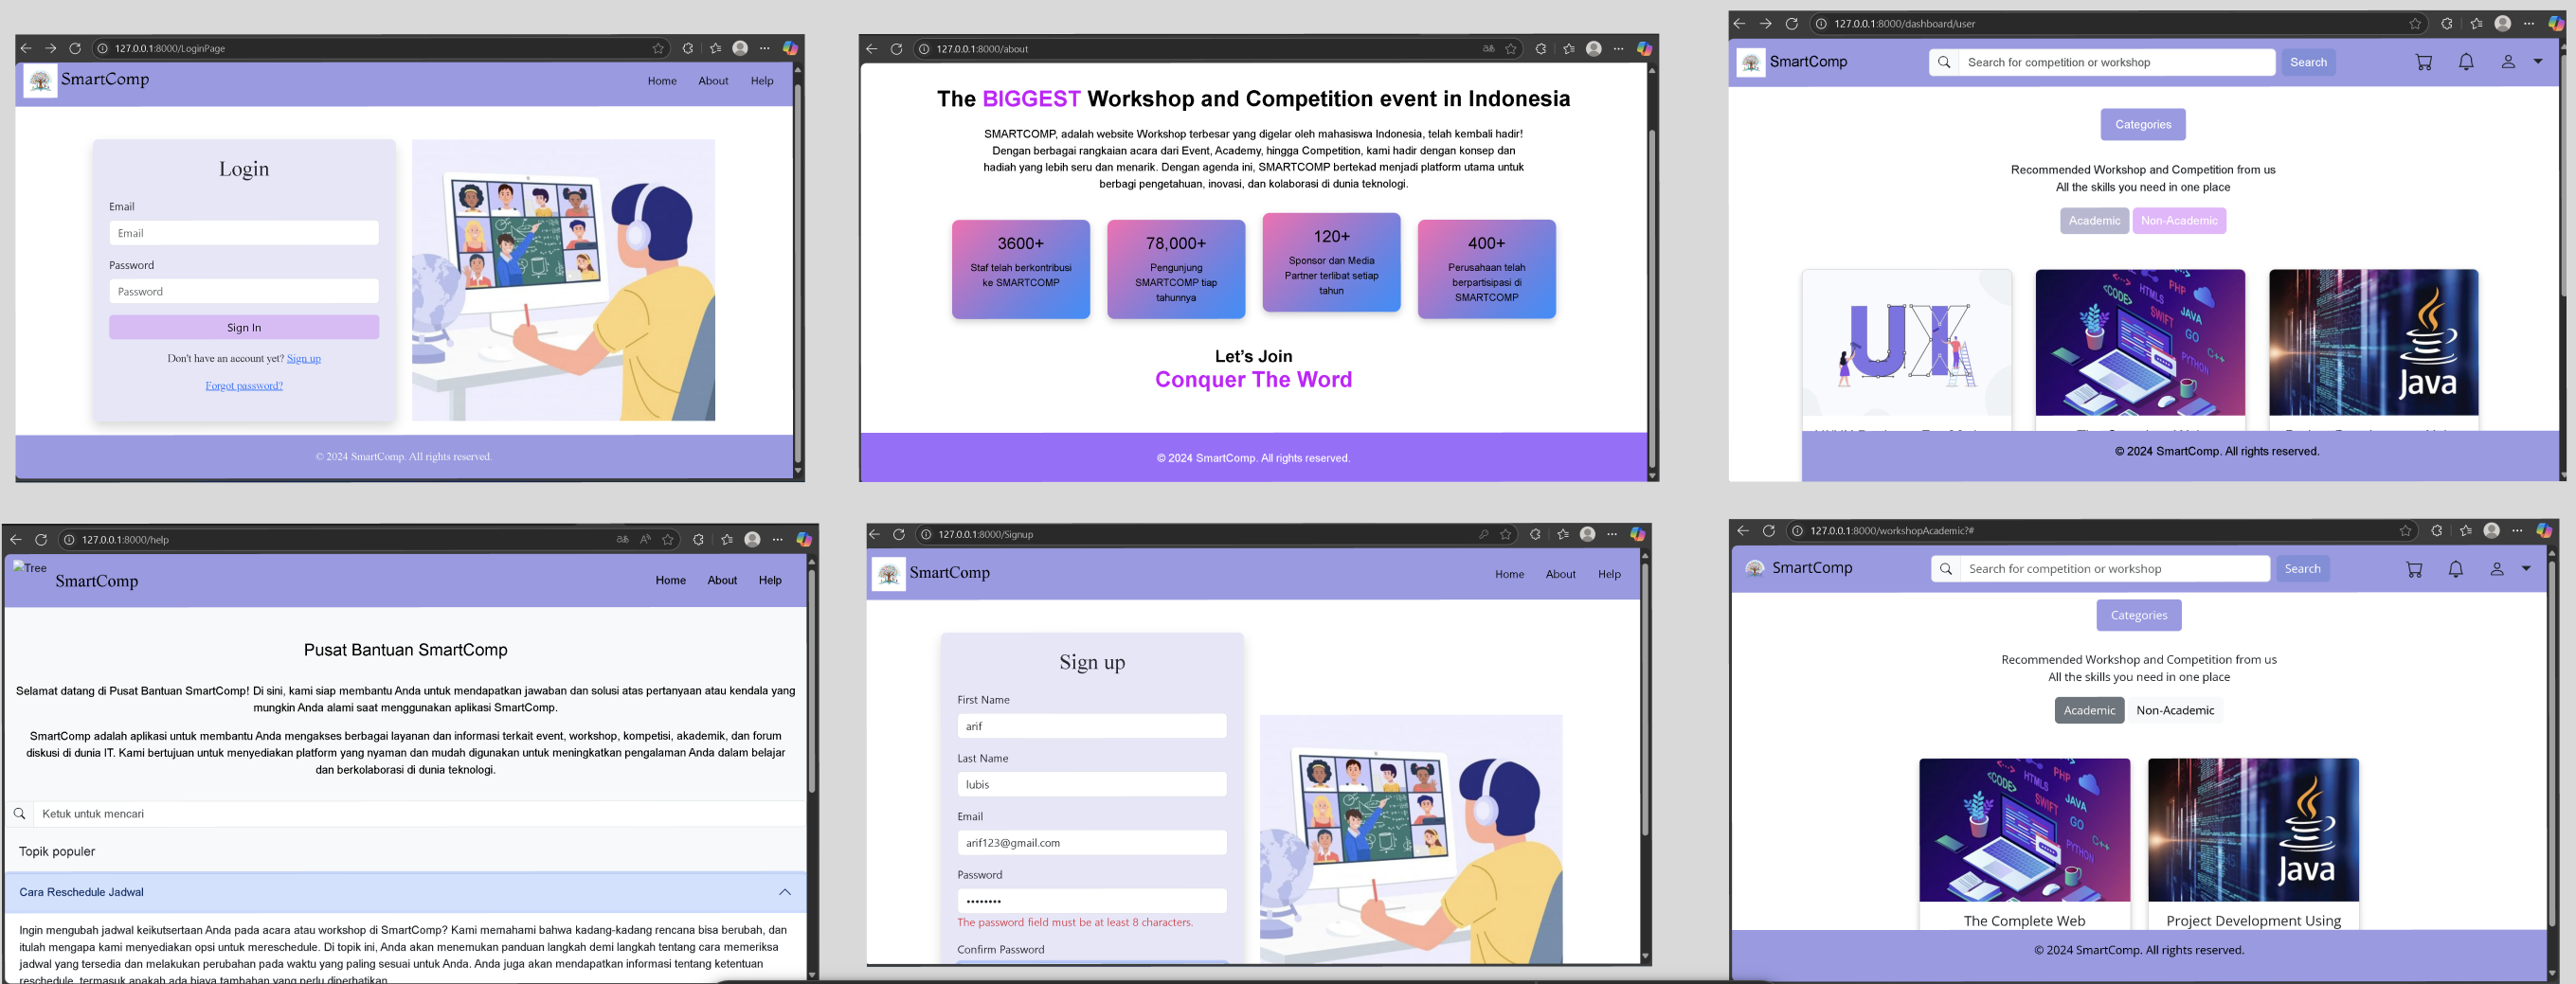 127.0.0.1:8000/LoginPage
SmartComp
Home About Help
Login
Email
Email
Password
Password
Sign In
Don't have an account yet? Sign up
Forgot password?
© 2024 SmartComp. All rights reserved.
127.0.0.1:8000/about
The BIGGEST Workshop and Competition event in Indonesia
SMARTCOMP, adalah website Workshop terbesar yang digelar oleh mahasiswa Indonesia, telah kembali hadir!
Dengan berbagai rangkaian acara dari Event, Academy, hingga Competition, kami hadir dengan konsep dan
hadiah yang lebih seru dan menarik. Dengan agenda ini, SMARTCOMP bertekad menjadi platform utama untuk
berbagi pengetahuan, inovasi, dan kolaborasi di dunia teknologi.
3600+
Staf telah berkontribusi
ke SMARTCOMP
78,000+
Pengunjung
SMARTCOMP tiap
tahunnya
120+
Sponsor dan Media
Partner terlibat setiap
tahun
400+
Perusahaan telah
berpartisipasi di
SMARTCOMP
Let's Join
Conquer The Word
© 2024 SmartComp. All rights reserved.
127.0.0.1:8000/dashboard/user
SmartComp
Search for competition or workshop
Search
Categories
Recommended Workshop and Competition from us
All the skills you need in one place
Academic Non-Academic
UX
<CODE>
HTML5
PHP
SWIFT
JAVA
GO
C++
PYTHON
Java
© 2024 SmartComp. All rights reserved.
127.0.0.1:8000/help
Tree
SmartComp
Home About Help
Pusat Bantuan SmartComp
Selamat datang di Pusat Bantuan SmartComp! Di sini, kami siap membantu Anda untuk mendapatkan jawaban dan solusi atas pertanyaan atau kendala yang
mungkin Anda alami saat menggunakan aplikasi SmartComp.
SmartComp adalah aplikasi untuk membantu Anda mengakses berbagai layanan dan informasi terkait event, workshop, kompetisi, akademik, dan forum
diskusi di dunia IT. Kami bertujuan untuk menyediakan platform yang nyaman dan mudah digunakan untuk meningkatkan pengalaman Anda dalam belajar
dan berkolaborasi di dunia teknologi.
Ketuk untuk mencari
Topik populer
Cara Reschedule Jadwal
Ingin mengubah jadwal keikutsertaan Anda pada acara atau workshop di SmartComp? Kami memahami bahwa kadang-kadang rencana bisa berubah, dan
itulah mengapa kami menyediakan opsi untuk mereschedule. Di topik ini, Anda akan menemukan panduan langkah demi langkah tentang cara memeriksa
jadwal yang tersedia dan melakukan perubahan pada waktu yang paling sesuai untuk Anda. Anda juga akan mendapatkan informasi tentang ketentuan
reschedule, termasuk apakah ada biaya tambahan yang perlu diperhatikan.
127.0.0.1:8000/Signup
SmartComp
Home About Help
Sign up
First Name
arif
Last Name
lubis
Email
arif123@gmail.com
Password
••••••••
The password field must be at least 8 characters.
Confirm Password
127.0.0.1:8000/workshopAcademic?#
SmartComp
Search for competition or workshop
Search
Categories
Recommended Workshop and Competition from us
All the skills you need in one place
Academic Non-Academic
<CODE>
HTML5
PHP
SWIFT
JAVA
GO
C++
PYTHON
Java
The Complete Web
Project Development Using
© 2024 SmartComp. All rights reserved.